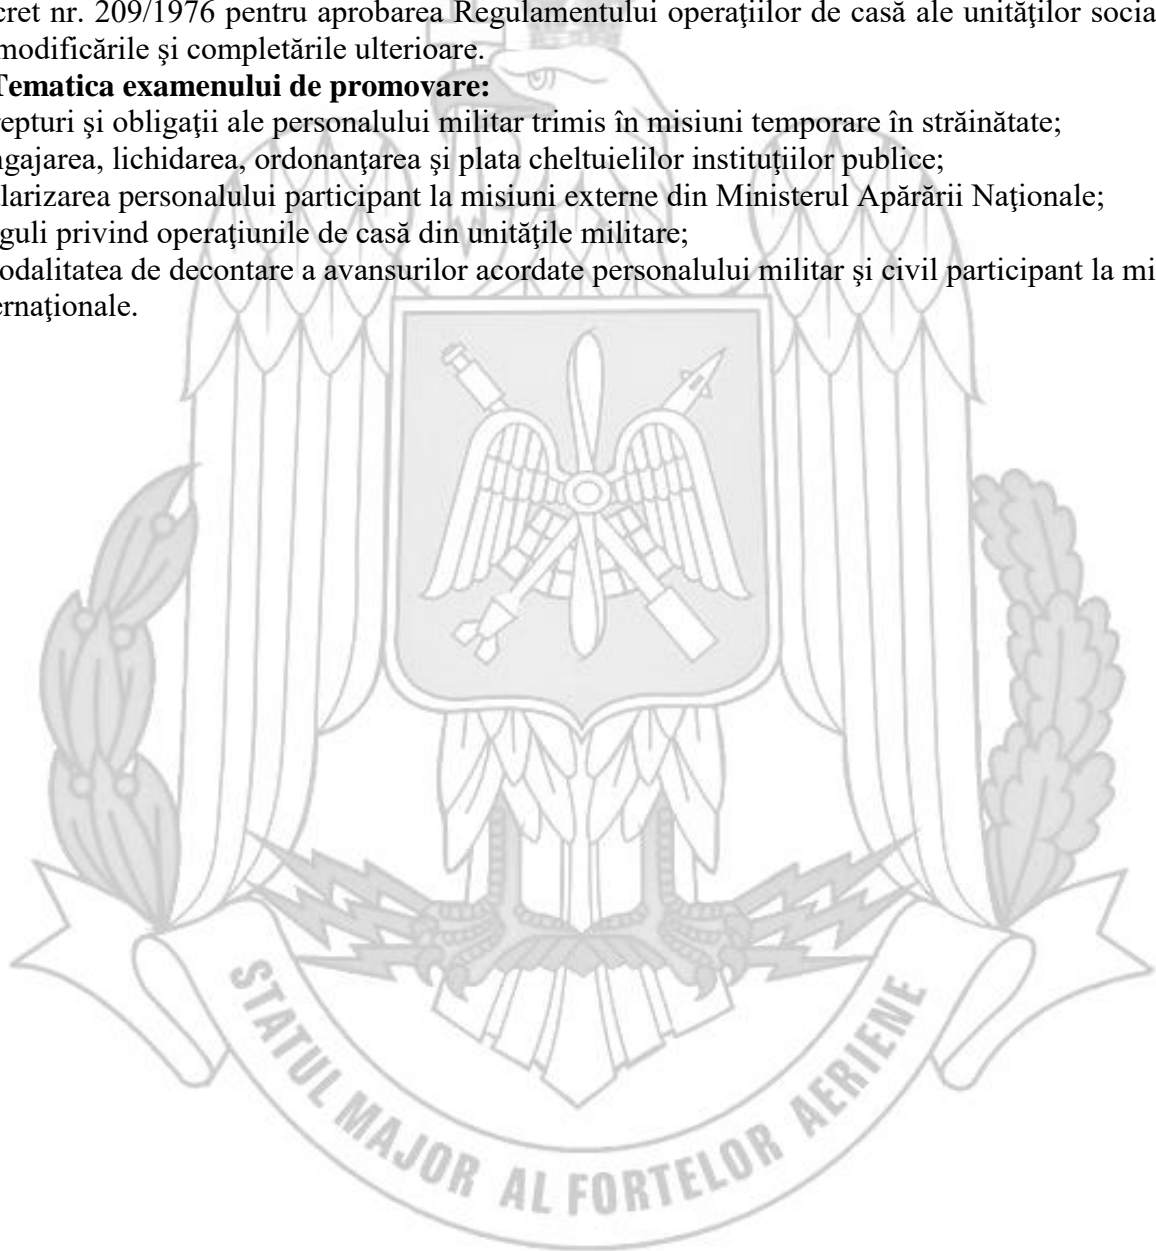 cret nr. 209/1976 pentru aprobarea Regulamentului operaţiilor de casă ale unităţilor socia
modificările şi completările ulterioare.
Tematica examenului de promovare:
epturi şi obligaţii ale personalului militar trimis în misiuni temporare în străinătate;
gajarea, lichidarea, ordonanţarea şi plata cheltuielilor instituţiilor publice;
larizarea personalului participant la misiuni externe din Ministerul Apărării Naţionale;
guli privind operaţiunile de casă din unităţile militare;
odalitatea de decontare a avansurilor acordate personalului militar şi civil participant la mi
ernaţionale.
STATUL MAJOR AL FORTELOR AERIENE